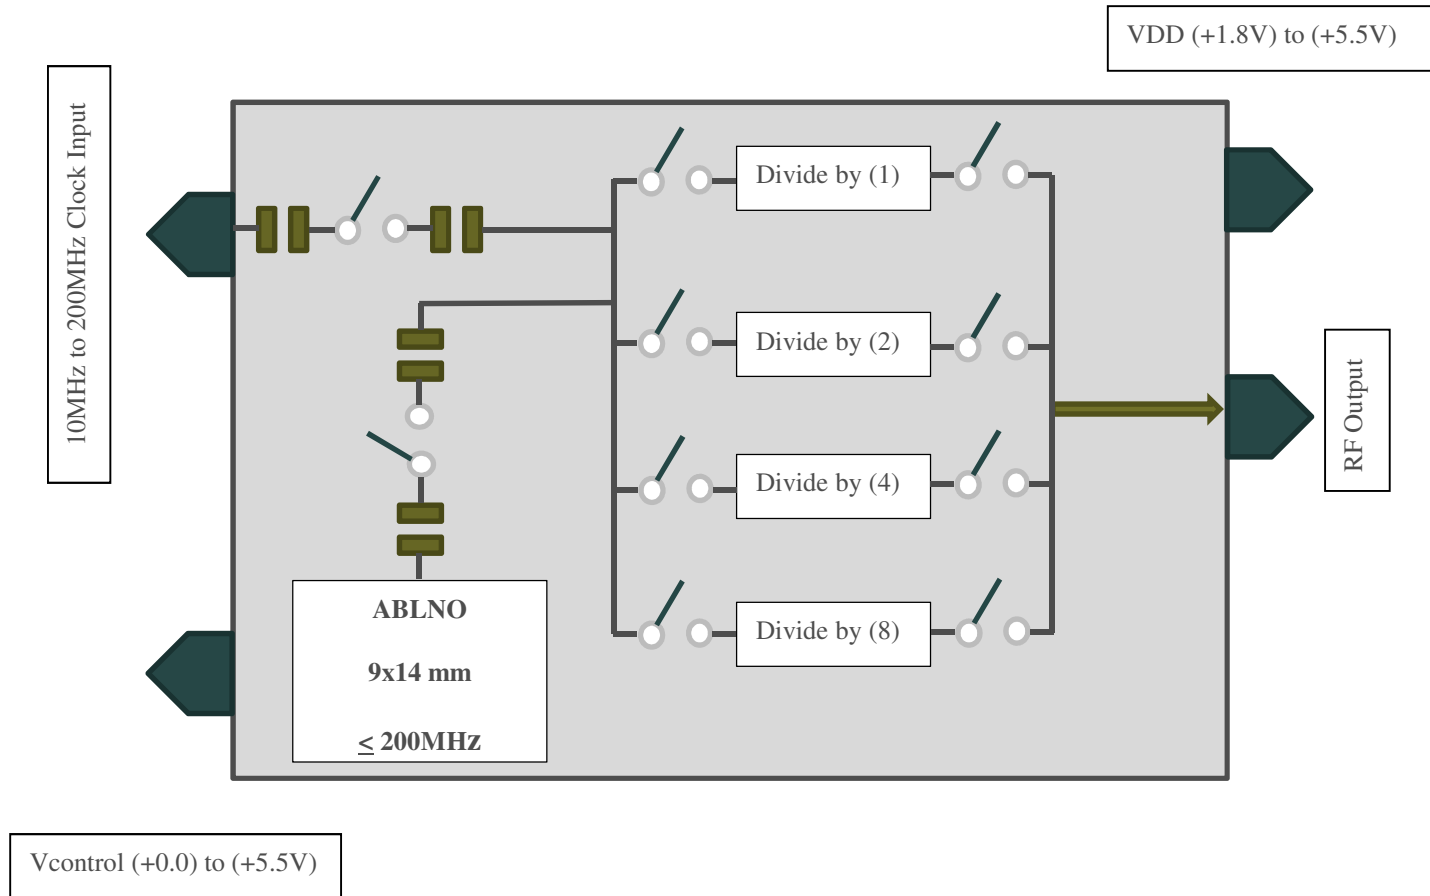 VDD (+1.8V) to (+5.5V)
10MHz to 200MHz Clock Input
Divide by (1)
Divide by (2)
RF Output
Divide by (4)
Divide by (8)
ABLNO
9x14 mm
≤ 200MHz
Vcontrol (+0.0) to (+5.5V)